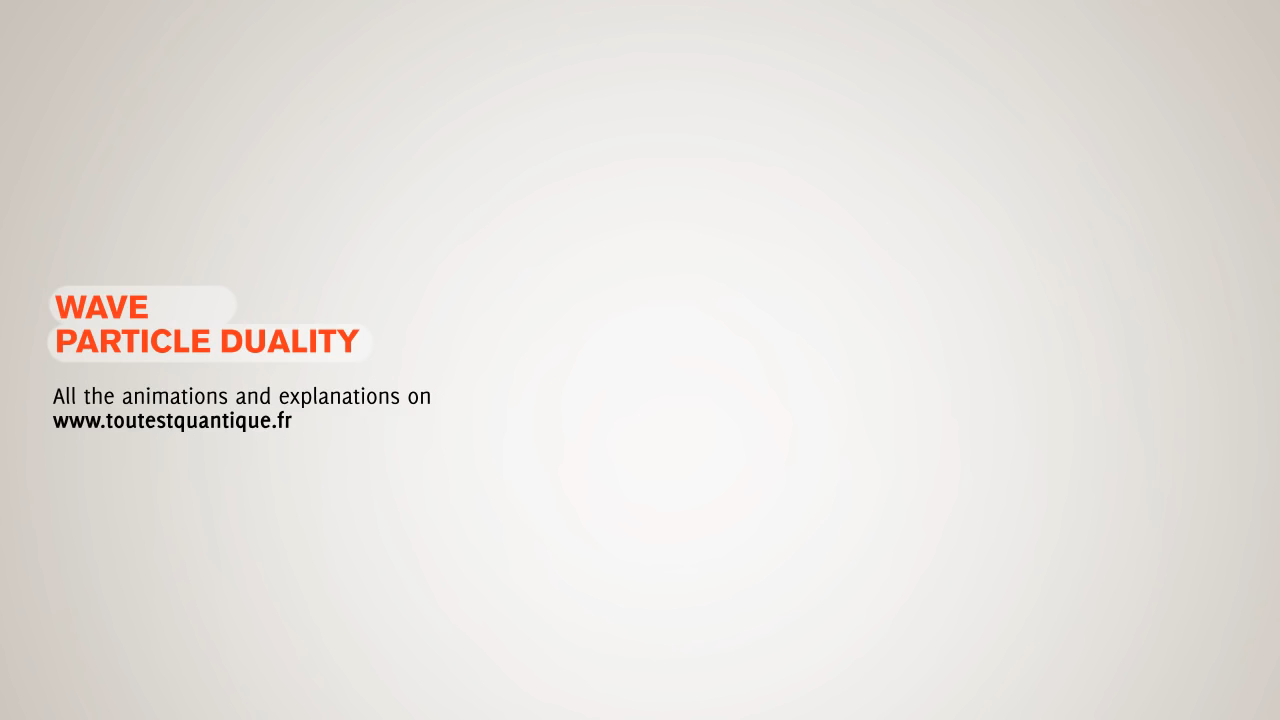 WAVE
PARTICLE DUALITY
All the animations and explanations on
www.toutestquantique.fr